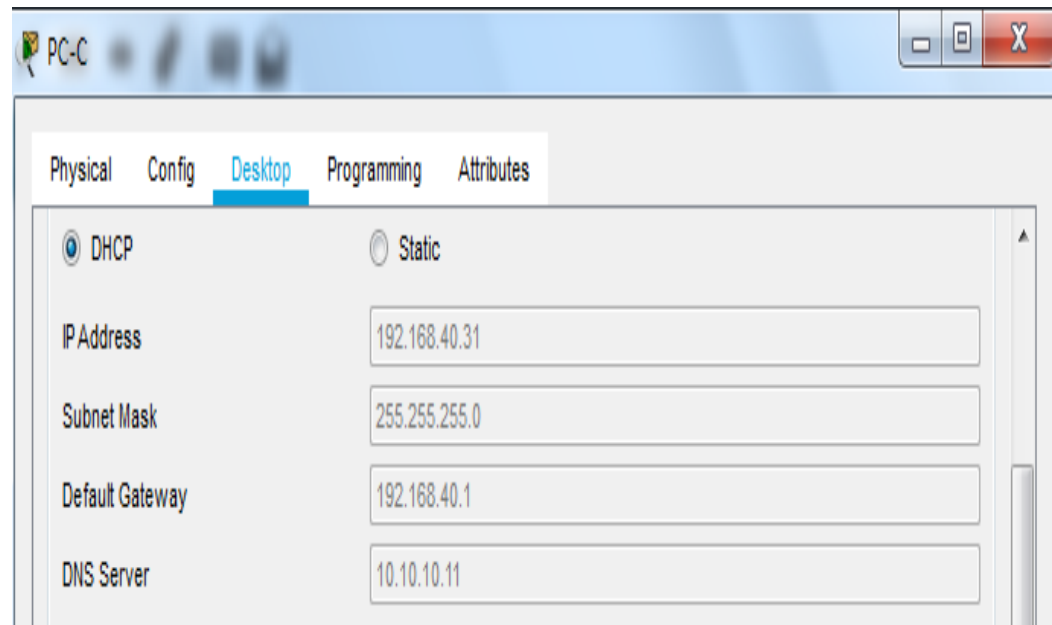 PC-C
Physical Config Desktop Programming Attributes
DHCP Static
IP Address 192.168.40.31
Subnet Mask 255.255.255.0
Default Gateway 192.168.40.1
DNS Server 10.10.10.11